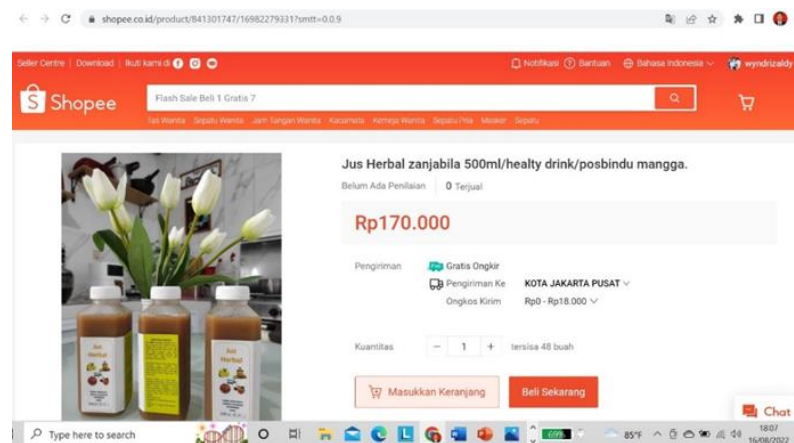 shopee.co.id/product/841301747/16982279331?smtt=0.0.9
Seller Centre | Download | Ikuti kami di
Notifikasi Bantuan Bahasa Indonesia wyndrizaldy
Shopee
Flash Sale Beli 1 Gratis 7
Tas Wanita Sepatu Wanita Jam Tangan Wanita Kacamata Kemeja Wanita Sepatu Pria Masker Sepatu
Jus Herbal zanjabila 500ml/healty drink/posbindu mangga.
Belum Ada Penilaian 0 Terjual
Rp170.000
Pengiriman Gratis Ongkir
Pengiriman Ke KOTA JAKARTA PUSAT
Ongkos Kirim Rp0 - Rp18.000
Kuantitas − 1 + tersisa 48 buah
Jus
Herbal
Jus
Herbal
Masukkan Keranjang Beli Sekarang
Chat
Type here to search
69%
85°F
18:07
16/08/2022